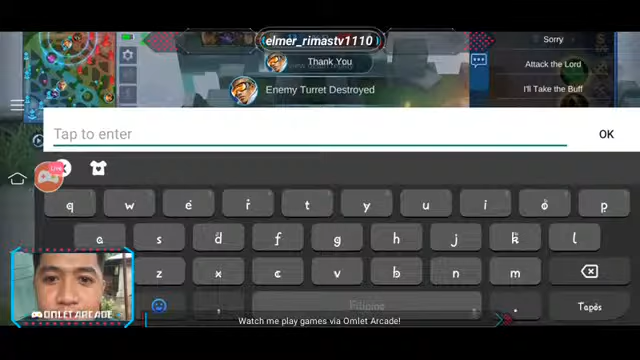 elmer_rimastv1110
Sorry
Thank You
Attack the Lord
Enemy Turret Destroyed
I'll Take the Buff
Tap to enter
OK
q w e r t y u i o p
a s d f g h j k l
z x c v b n m
, Filipino . Tapos
OMLET ARCADE
Watch me play games via Omlet Arcade!